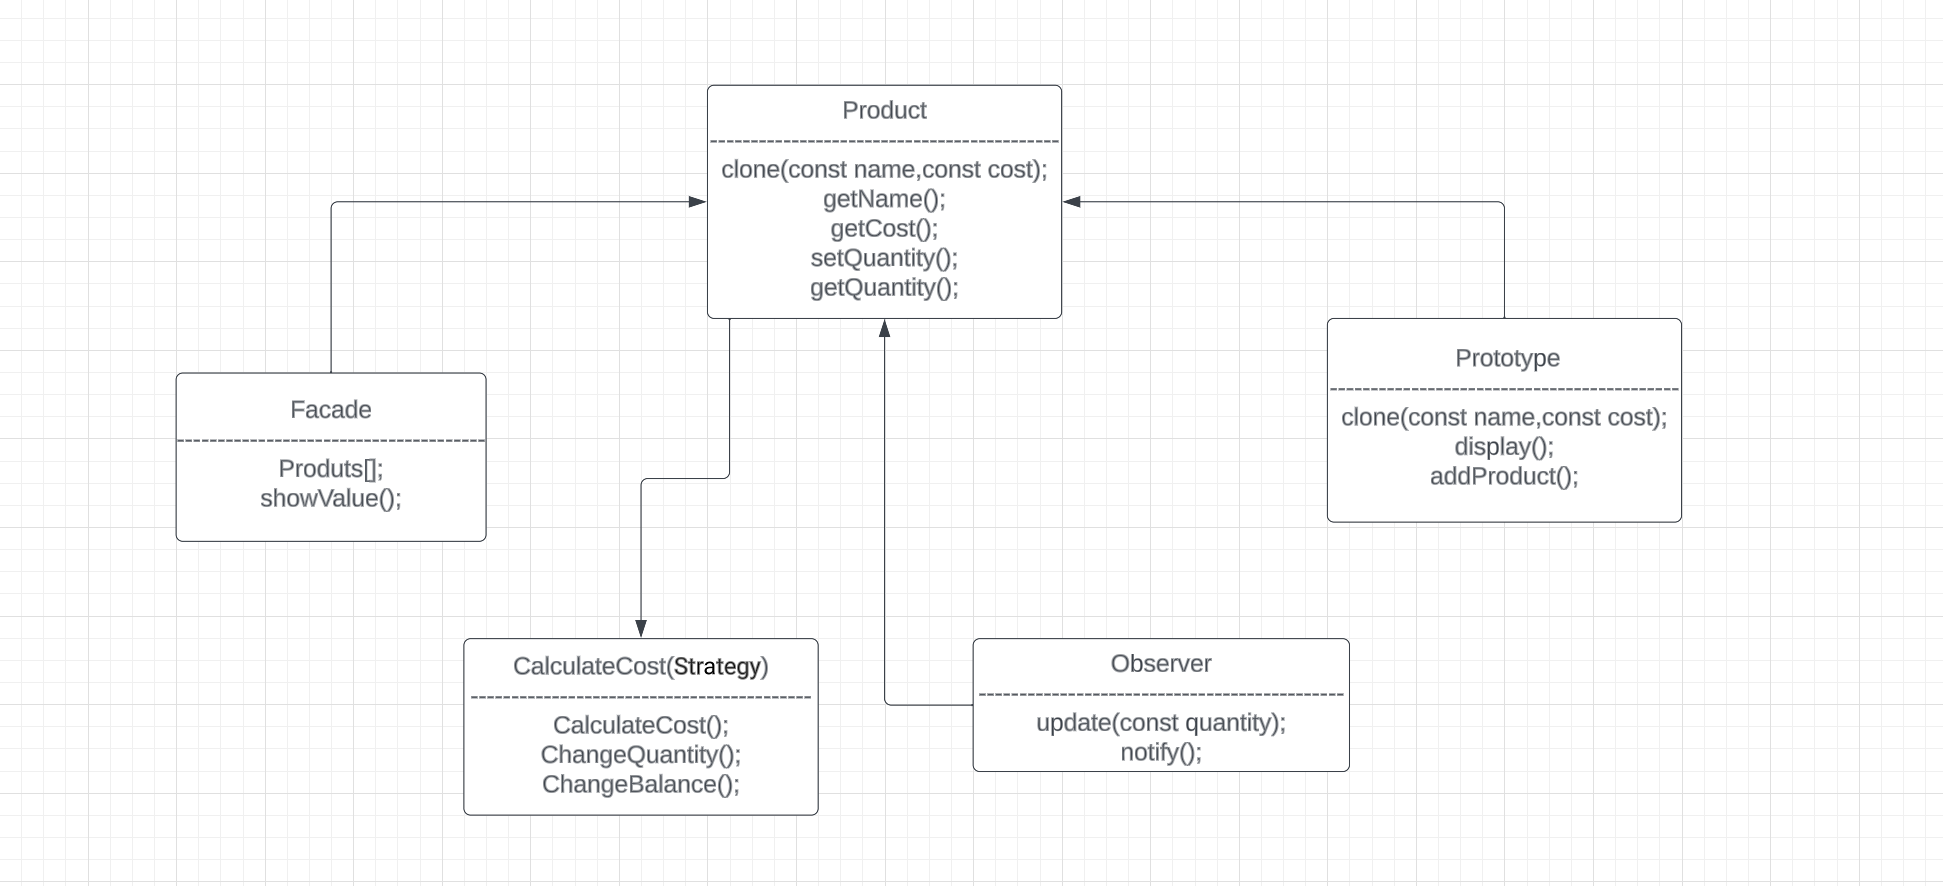 Product
clone(const name,const cost);
getName();
getCost();
setQuantity();
getQuantity();
Facade
Produts[];
showValue();
Prototype
clone(const name,const cost);
display();
addProduct();
CalculateCost(Strategy)
CalculateCost();
ChangeQuantity();
ChangeBalance();
Observer
update(const quantity);
notify();